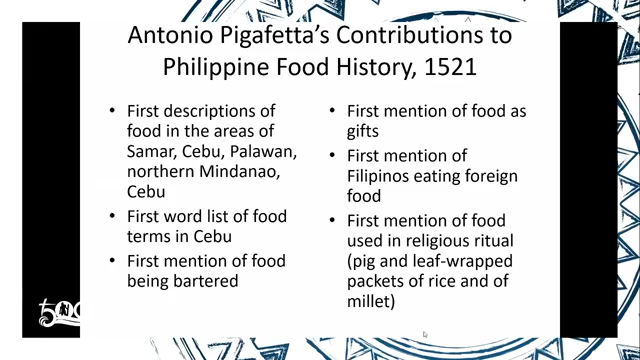 Antonio Pigafetta's Contributions to
Philippine Food History, 1521
• First descriptions of
food in the areas of
Samar, Cebu, Palawan,
northern Mindanao,
Cebu
• First word list of food
terms in Cebu
• First mention of food
being bartered
• First mention of food as
gifts
• First mention of
Filipinos eating foreign
food
• First mention of food
used in religious ritual
(pig and leaf-wrapped
packets of rice and of
millet)
500